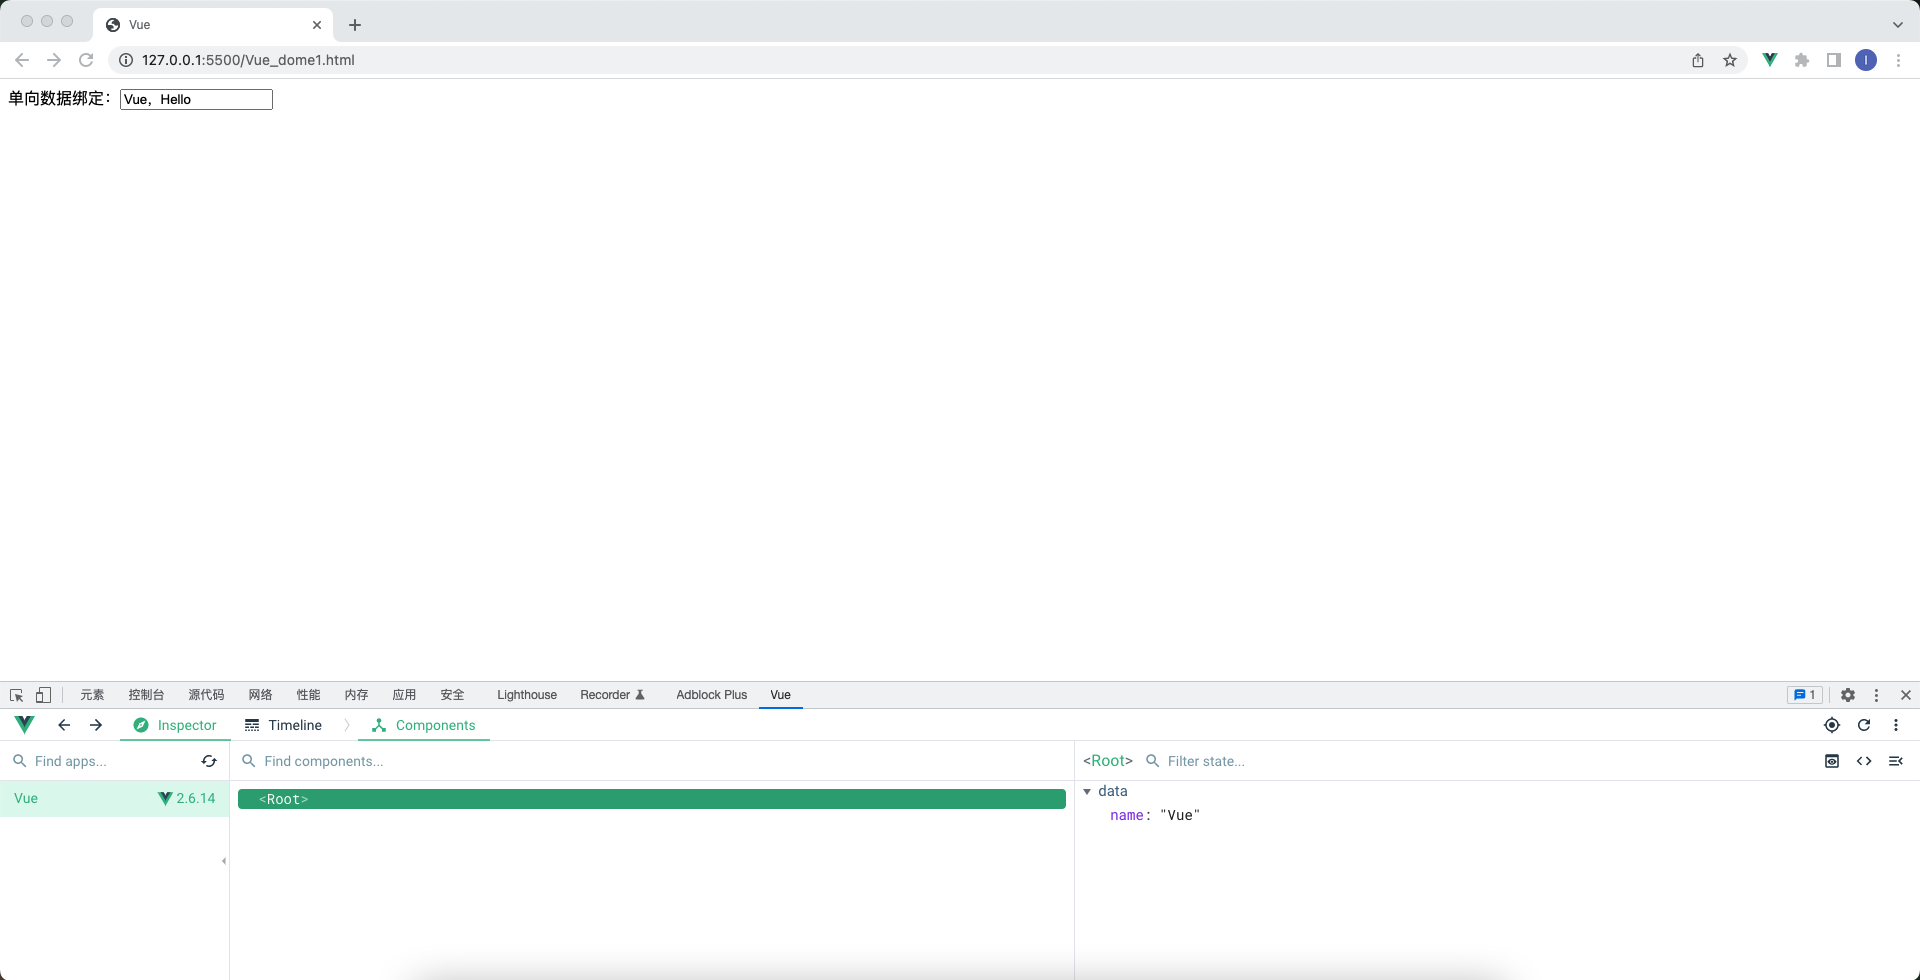 Vue
127.0.0.1:5500/Vue_dome1.html
I
单向数据绑定： Vue，Hello
元素 控制台 源代码 网络 性能 内存 应用 安全 Lighthouse Recorder Adblock Plus Vue 1
Inspector Timeline Components
Find apps... Find components... <Root> Filter state...
Vue 2.6.14 <Root> data
name: "Vue"